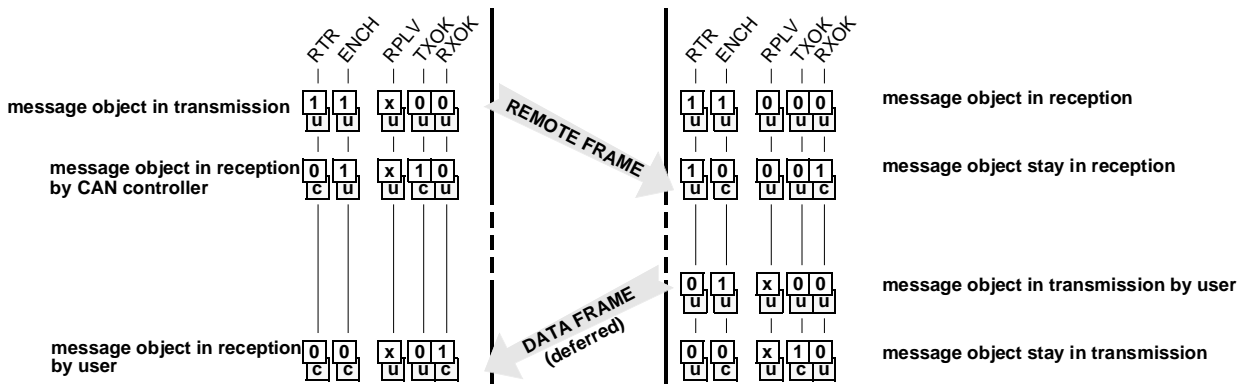 RTR ENCH RPLV TXOK RXOK
RTR ENCH RPLV TXOK RXOK
message object in transmission
1 1 x 0 0
u u u u u
REMOTE FRAME
1 1 0 0 0
u u u u u
message object in reception
message object in reception
by CAN controller
0 1 x 1 0
c u u c u
1 0 0 0 1
u c u u c
message object stay in reception
0 1 x 0 0
u u u u u
message object in transmission by user
DATA FRAME
(deferred)
message object in reception
by user
0 0 x 0 1
c c u u c
0 0 x 1 0
u c u c u
message object stay in transmission